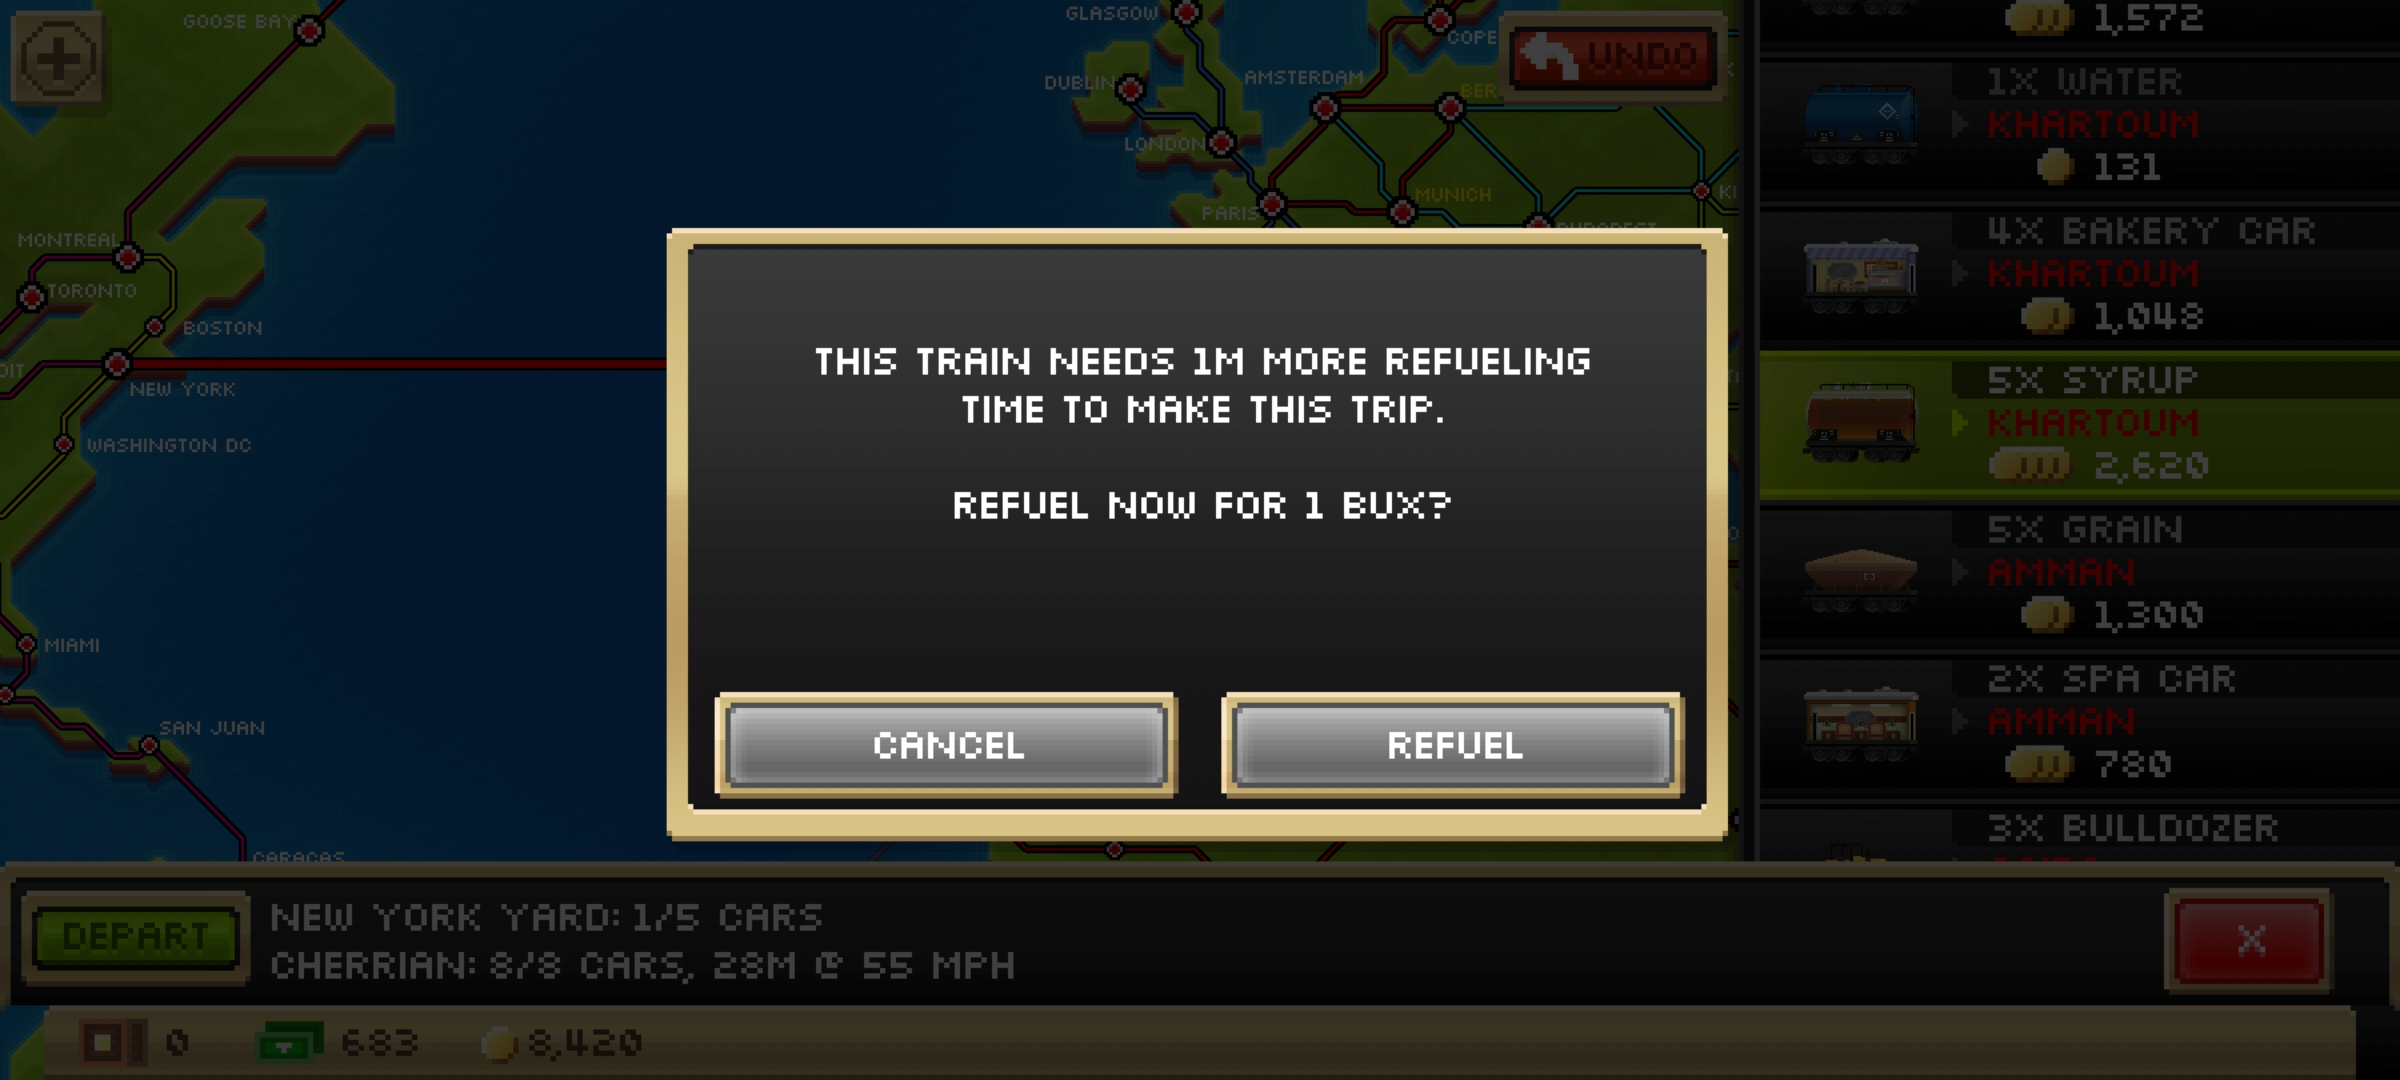 GOOSE BAY
GLASGOW
COPE
UNDO
1,572
DUBLIN
AMSTERDAM
BER
1X WATER
KHARTOUM
131
LONDON
MUNICH
KI
PARIS
BUDAPEST
4X BAKERY CAR
KHARTOUM
1,048
MONTREAL
TORONTO
BOSTON
OIT
NEW YORK
WASHINGTON DC
THIS TRAIN NEEDS 1M MORE REFUELING
TIME TO MAKE THIS TRIP.
REFUEL NOW FOR 1 BUX?
5X SYRUP
KHARTOUM
2,620
5X GRAIN
AMMAN
1,300
MIAMI
SAN JUAN
CANCEL
REFUEL
2X SPA CAR
AMMAN
780
3X BULLDOZER
CARACAS
DEPART
NEW YORK YARD: 1/5 CARS
CHERRIAN: 8/8 CARS, 28M @ 55 MPH
X
0
683
8,420